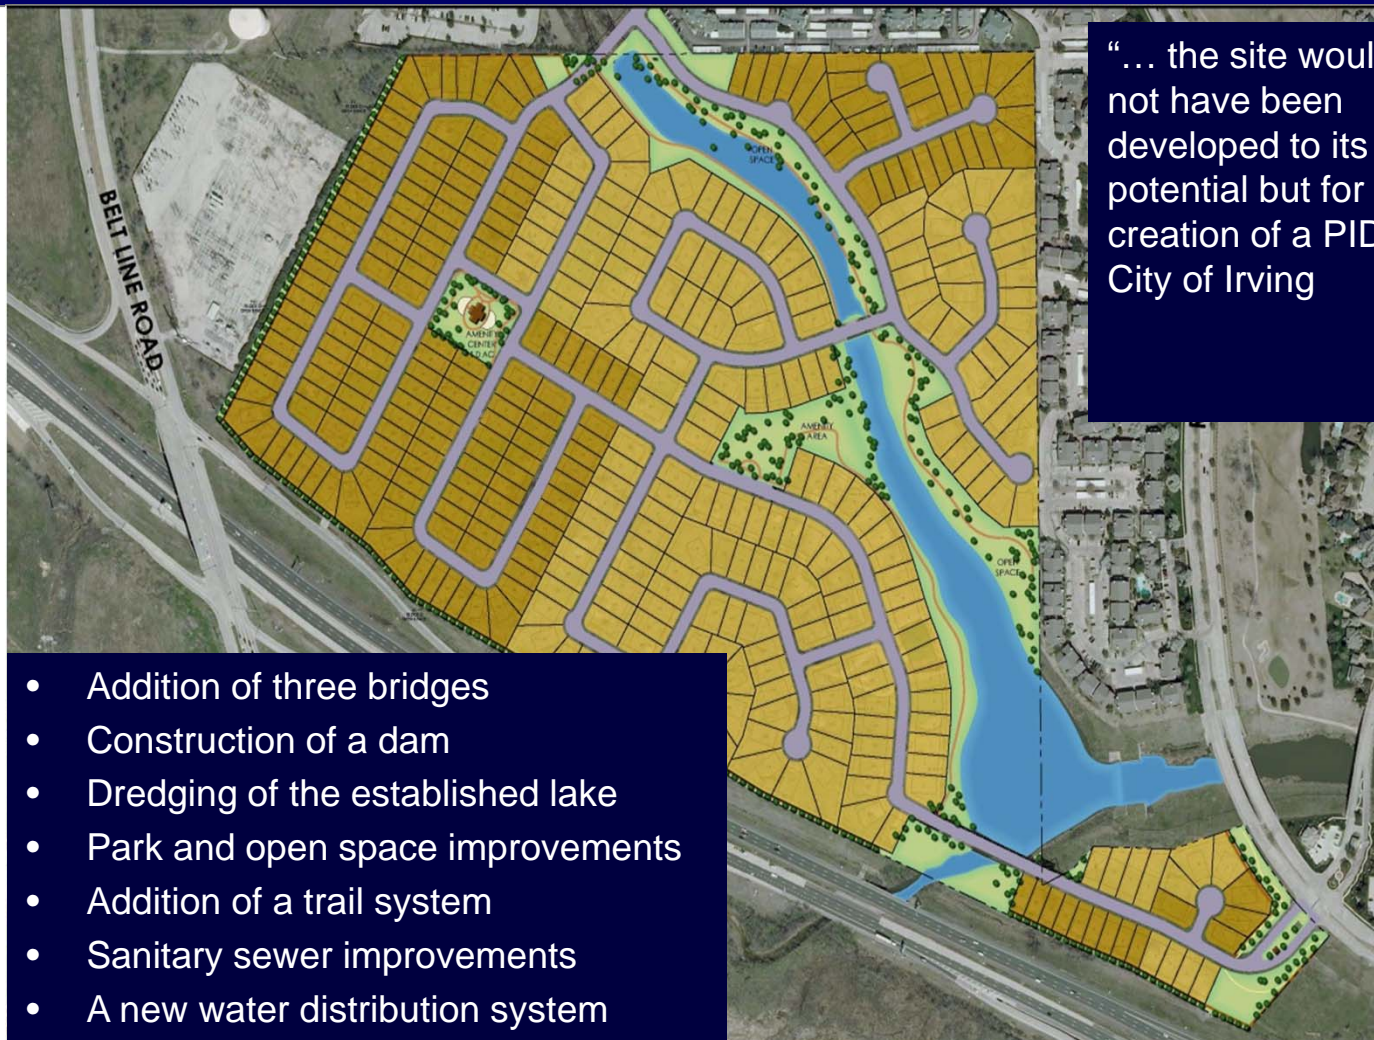 “… the site woul
not have been
developed to its
potential but for
creation of a PID
City of Irving
BELT LINE ROAD
OPEN
SPACE
AMENITY
CENTER
AMENITY
AREA
OPEN
SPACE
• Addition of three bridges
• Construction of a dam
• Dredging of the established lake
• Park and open space improvements
• Addition of a trail system
• Sanitary sewer improvements
• A new water distribution system